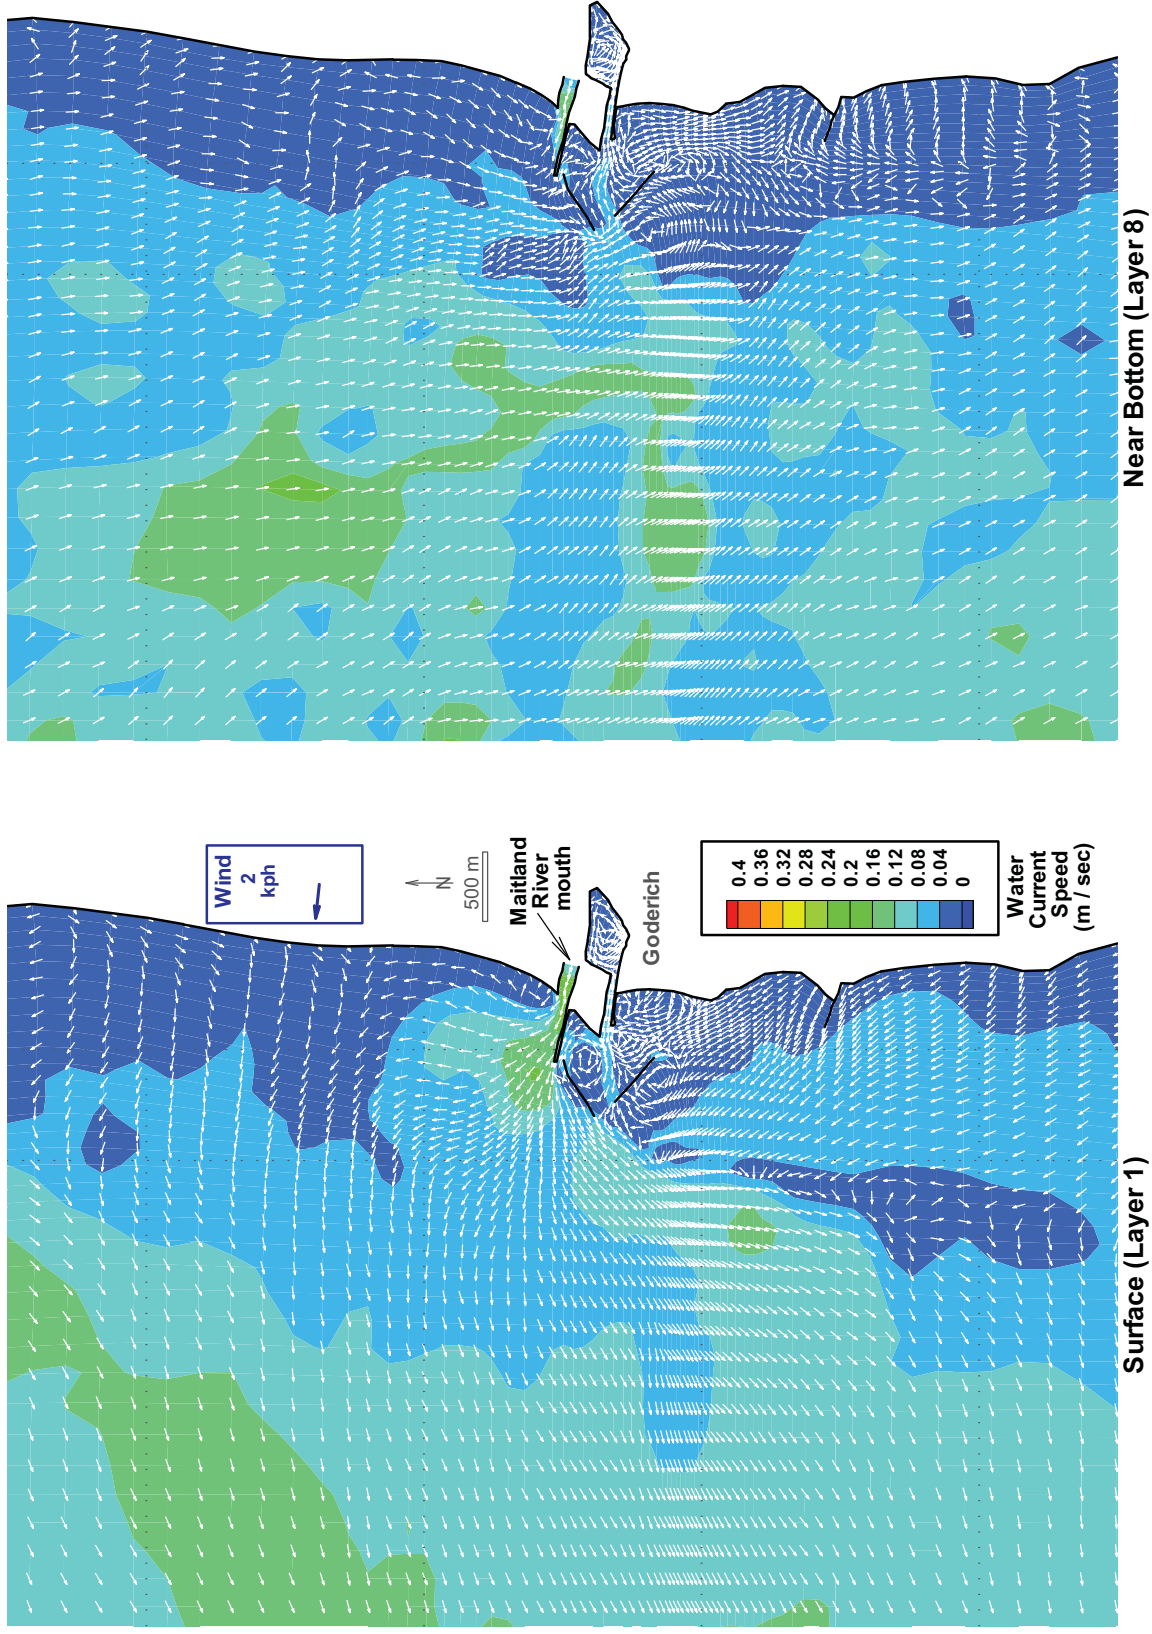 Near Bottom (Layer 8)
Wind
2
kph
N
500 m
Maitland
River
mouth
Goderich
0.4
0.36
0.32
0.28
0.24
0.2
0.16
0.12
0.08
0.04
0
Water
Current
Speed
(m / sec)
Surface (Layer 1)